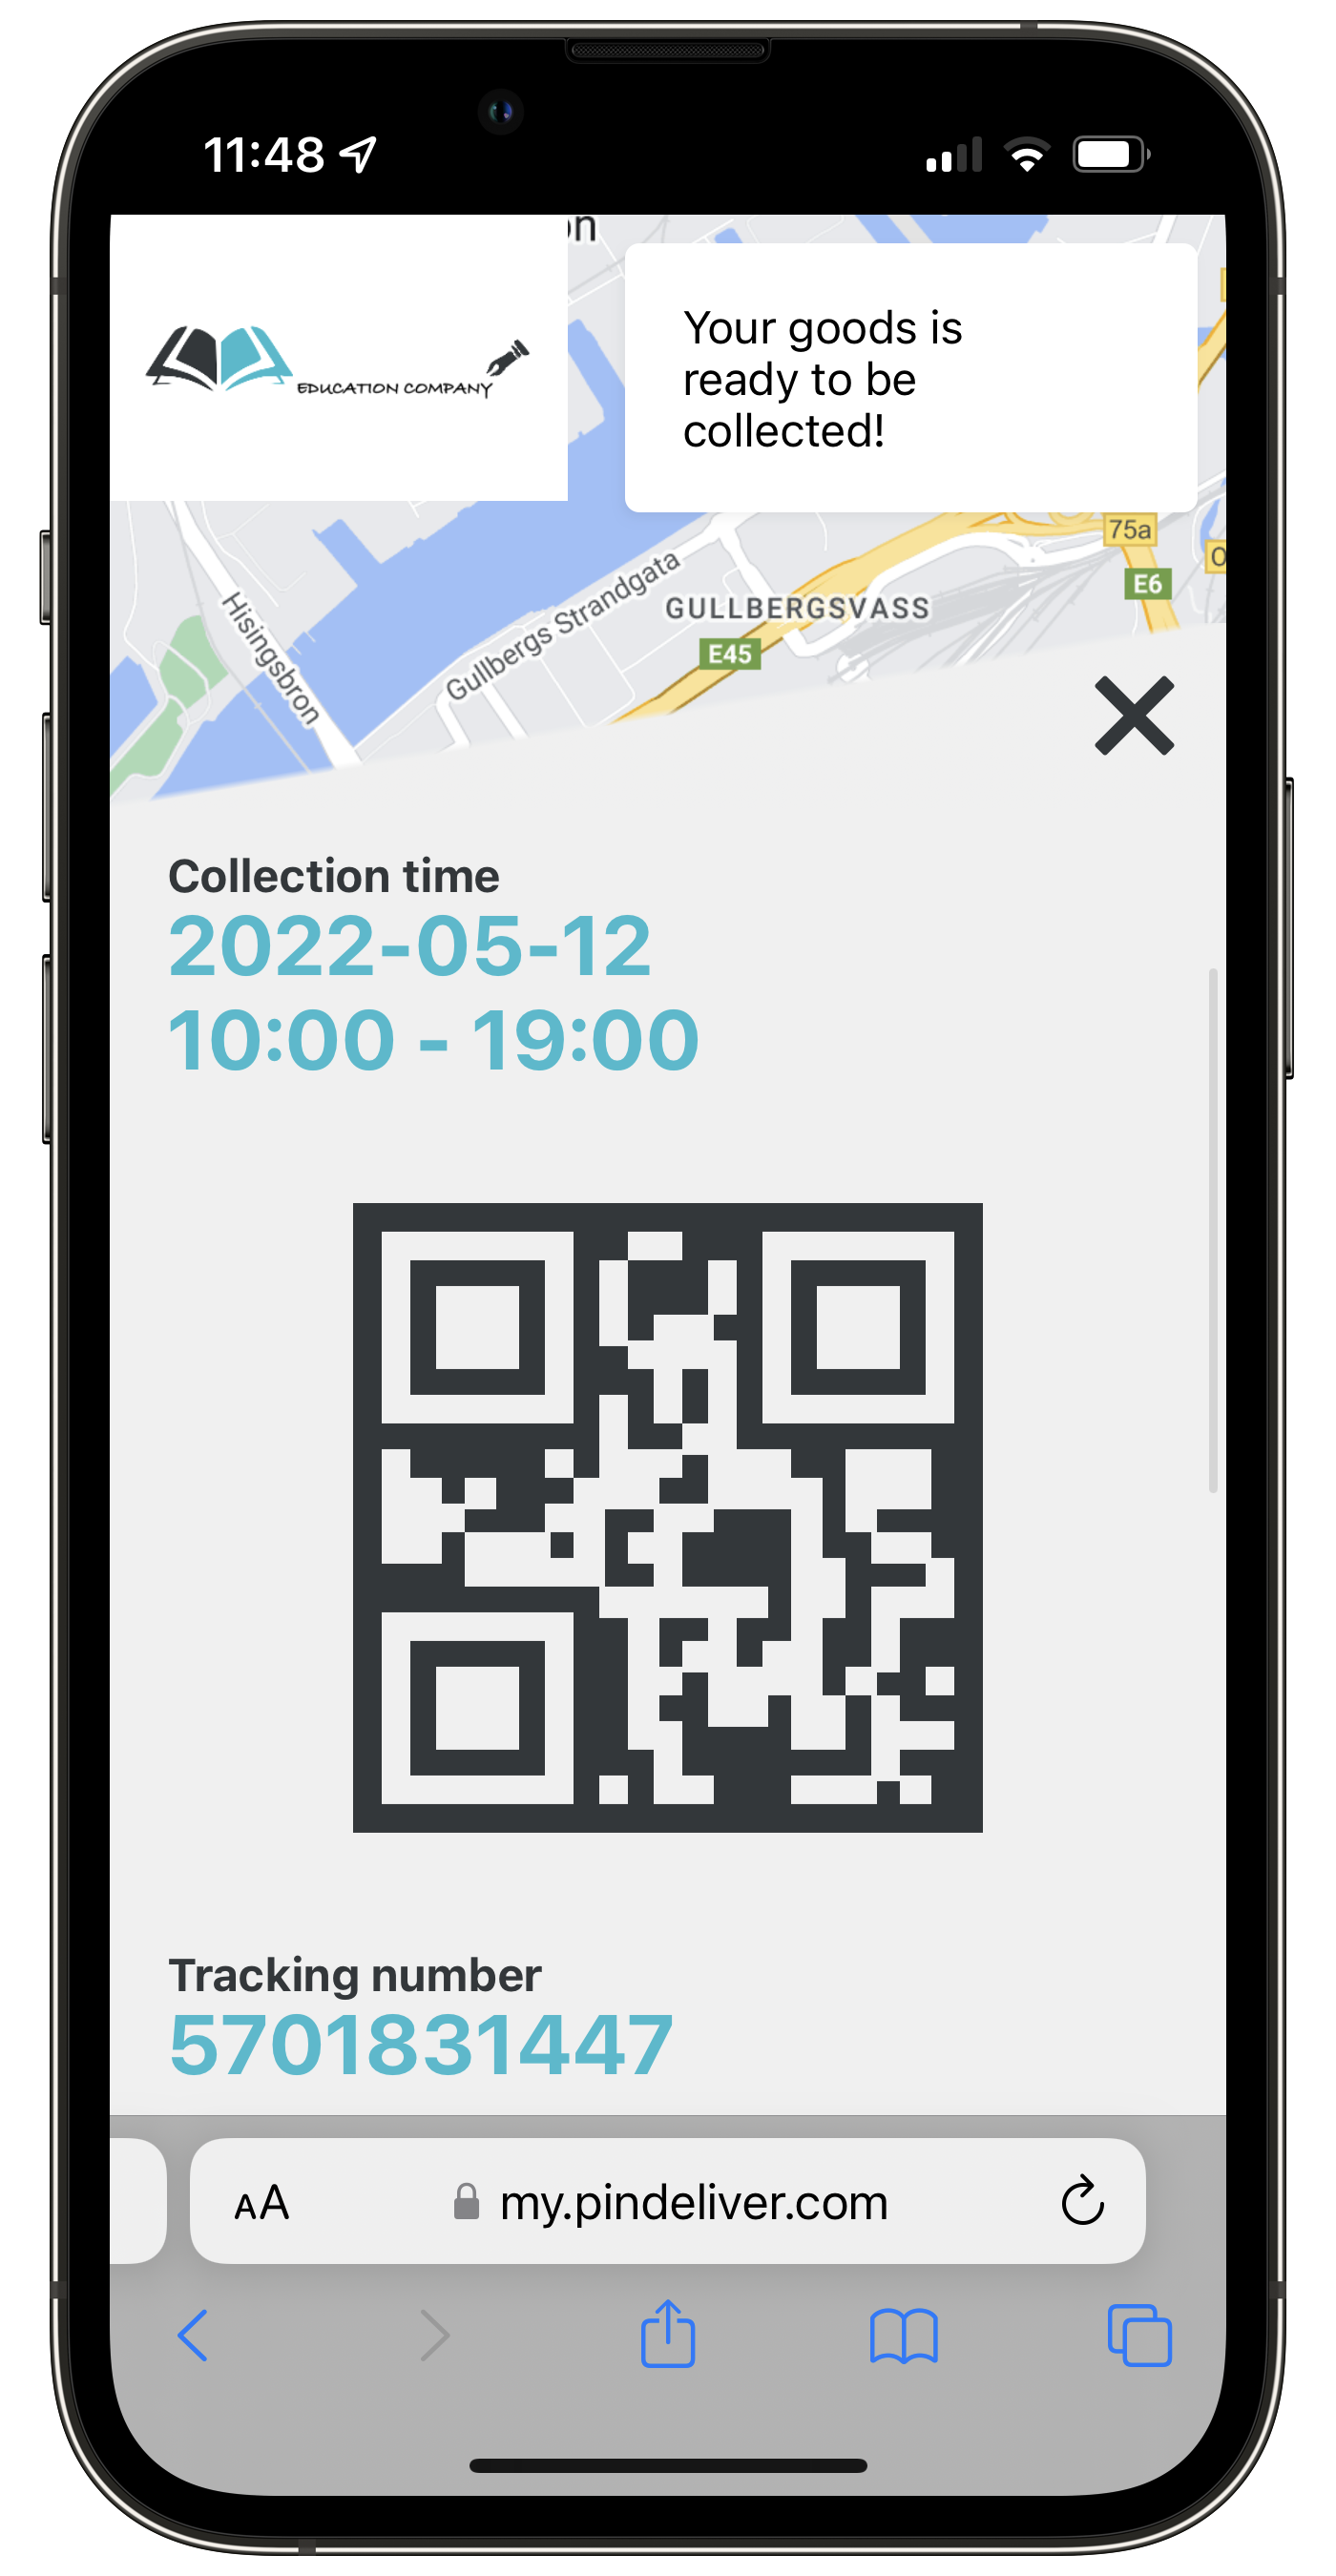 11:48
EDUCATION COMPANY
Your goods is
ready to be
collected!
75a
E6
Hisingsbron
Gullbergs Strandgata
GULLBERGSVASS
E45
Collection time
2022-05-12
10:00 - 19:00
Tracking number
5701831447
AA
my.pindeliver.com